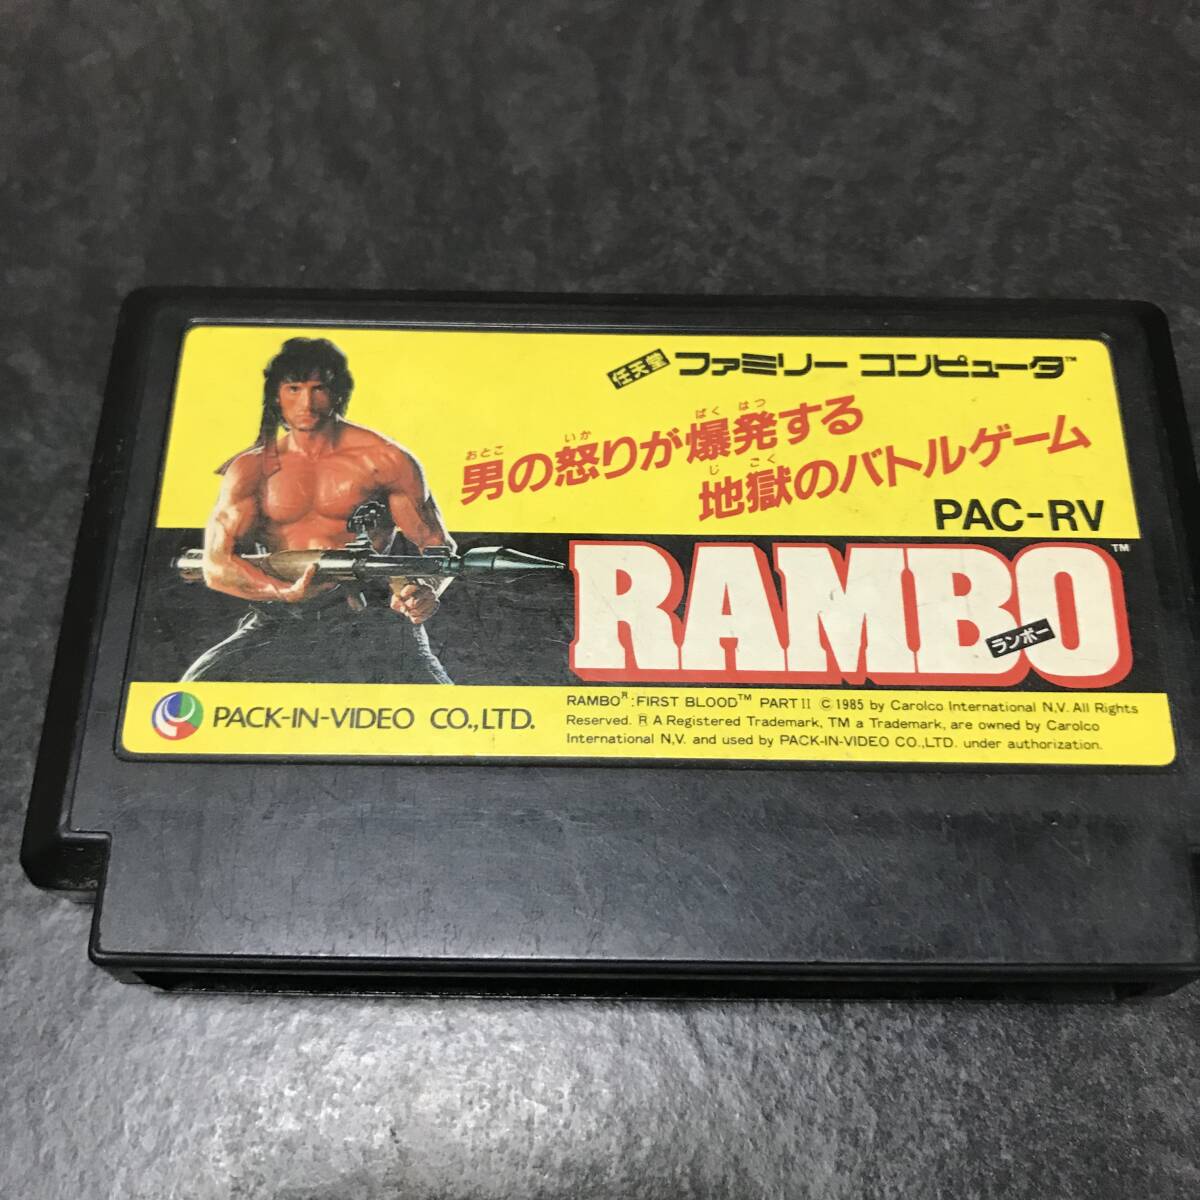 任天堂 ファミリー コンピュータ™
おとこ いか ばく はつ
男の怒りが爆発する
じ ごく
地獄のバトルゲーム
PAC-RV
RAMBO™
ランボー
PACK-IN-VIDEO CO.,LTD.
RAMBO®:FIRST BLOOD™ PART II © 1985 by Carolco International N.V. All Rights
Reserved. ® A Registered Trademark, TM a Trademark, are owned by Carolco
International N.V. and used by PACK-IN-VIDEO CO.,LTD. under authorization.